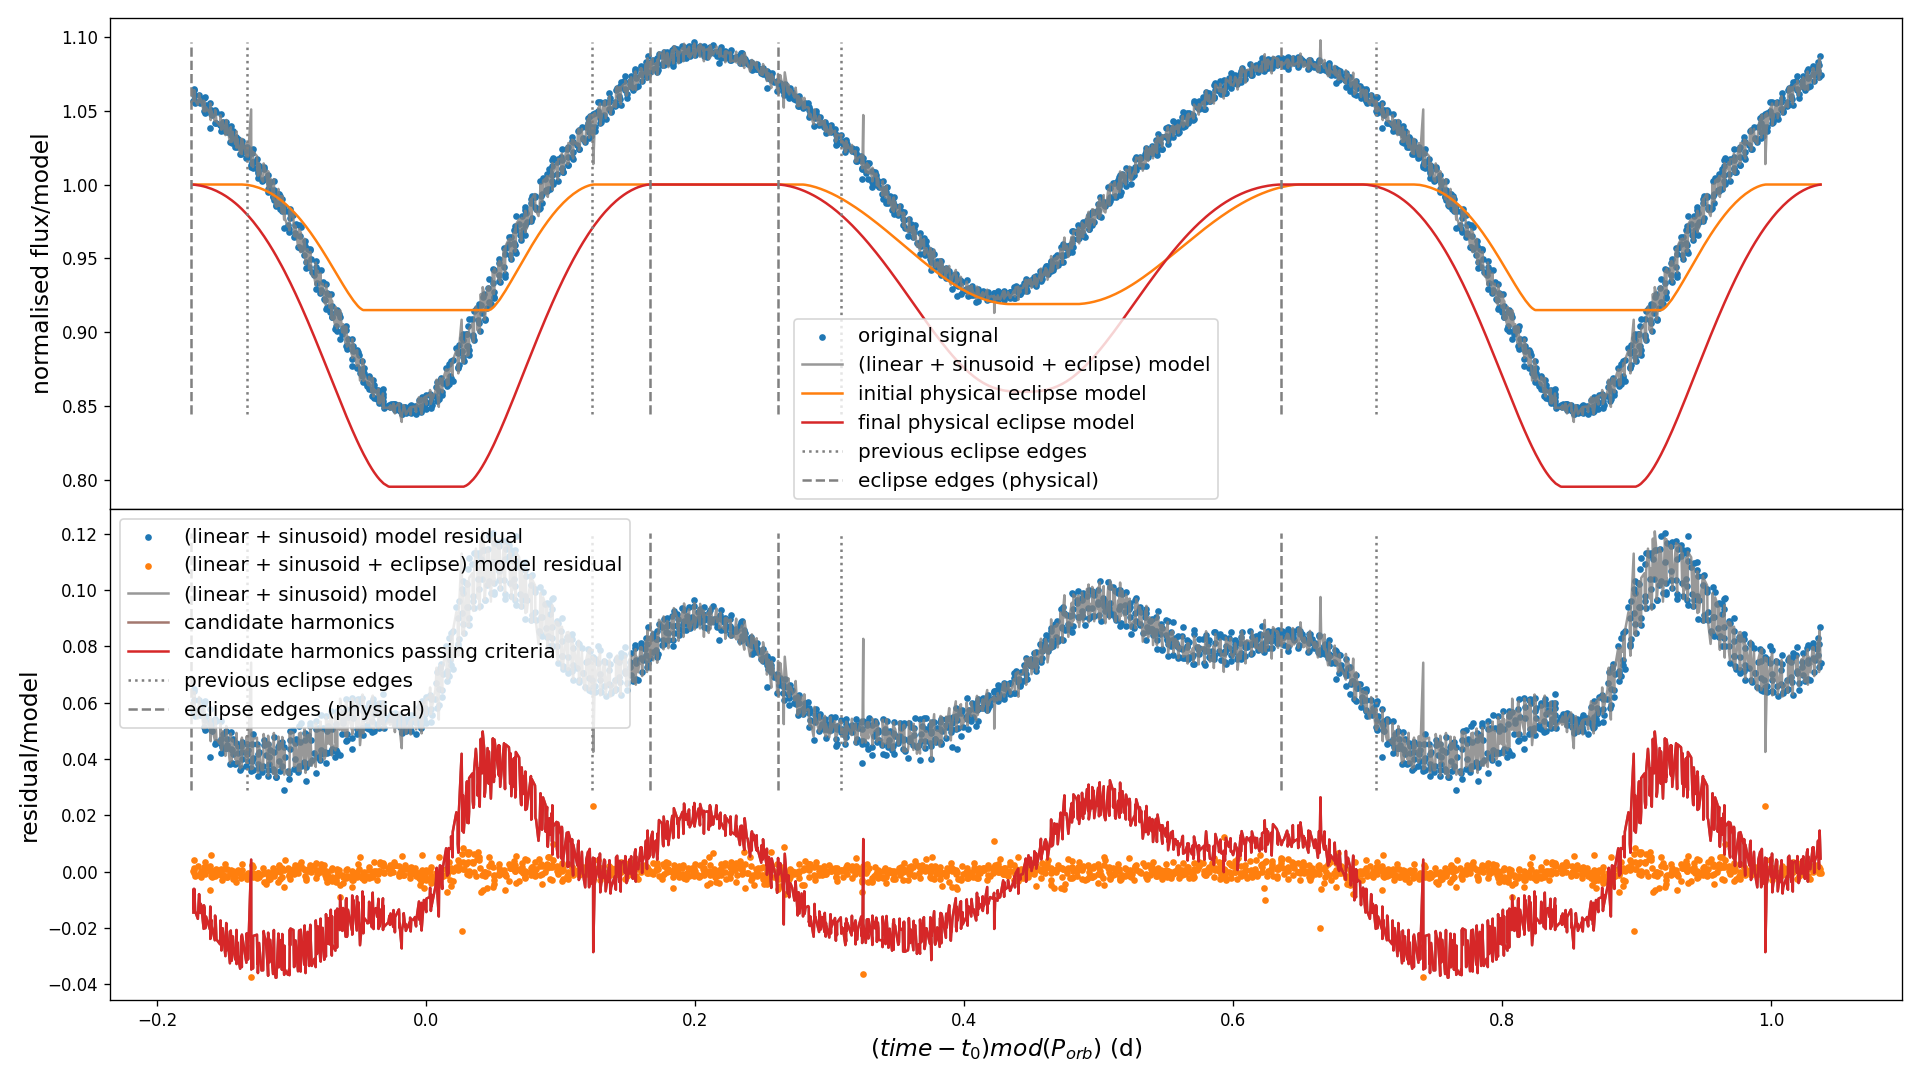 normalised flux/model
1.10
1.05
1.00
0.95
0.90
0.85
0.80
original signal
(linear + sinusoid + eclipse) model
initial physical eclipse model
final physical eclipse model
previous eclipse edges
eclipse edges (physical)
residual/model
0.12
0.10
0.08
0.06
0.04
0.02
0.00
−0.02
−0.04
(linear + sinusoid) model residual
(linear + sinusoid + eclipse) model residual
(linear + sinusoid) model
candidate harmonics
candidate harmonics passing criteria
previous eclipse edges
eclipse edges (physical)
−0.2 0.0 0.2 0.4 0.6 0.8 1.0
(time − t₀)mod(Pₒᵣb) (d)